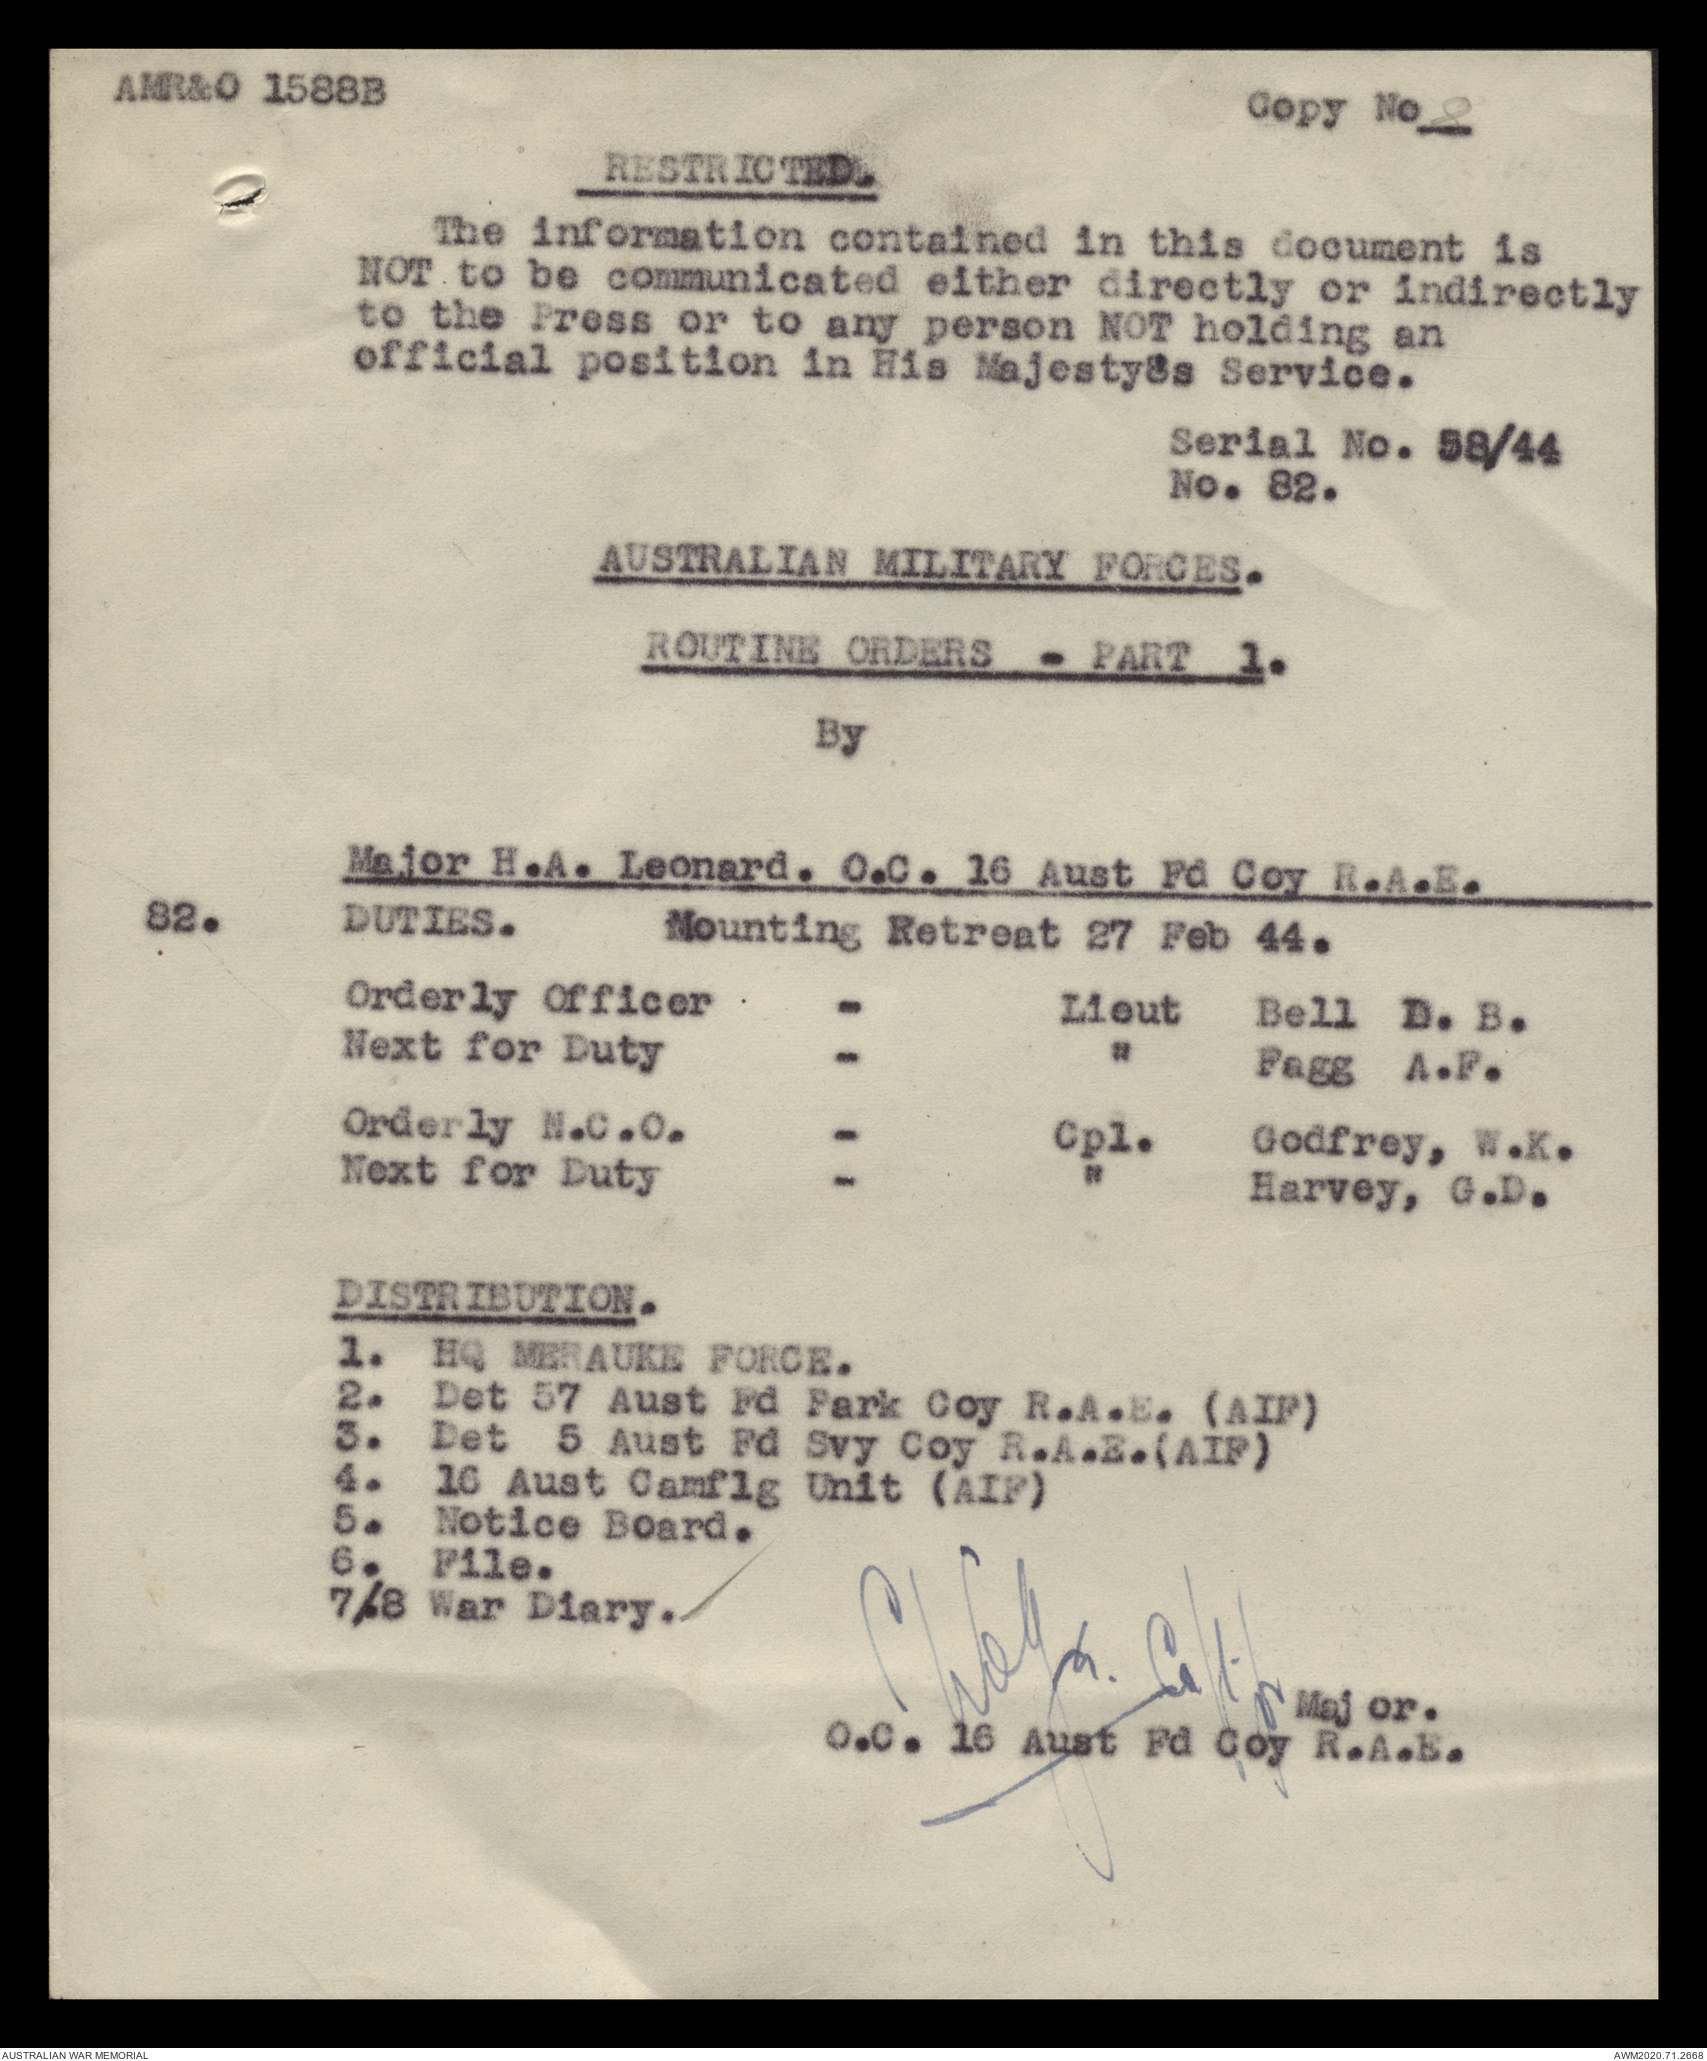 AMR&O 1588B
Copy No 8
RESTRICTED.
The information contained in this document is
NOT to be communicated either directly or indirectly
to the Press or to any person NOT holding an
official position in His Majesty8s Service.
Serial No. 58/44
No. 82.
AUSTRALIAN MILITARY FORCES.
ROUTINE ORDERS - PART 1.
By
Major H.A. Leonard. O.C. 16 Aust Fd Coy R.A.E.
82. DUTIES. Mounting Retreat 27 Feb 44.
Orderly Officer - Lieut Bell D. B.
Next for Duty - " Fagg A.F.
Orderly N.C.O. - Cpl. Godfrey, W.K.
Next for Duty - " Harvey, G.D.
DISTRIBUTION.
1. HQ MERAUKE FORCE.
2. Det 57 Aust Fd Park Coy R.A.E. (AIF)
3. Det 5 Aust Fd Svy Coy R.A.E.(AIF)
4. 16 Aust Camflg Unit (AIF)
5. Notice Board.
6. File.
7/8 War Diary.
Major.
O.C. 16 Aust Fd Coy R.A.E.
AUSTRALIAN WAR MEMORIAL
AWM2020.71.2668